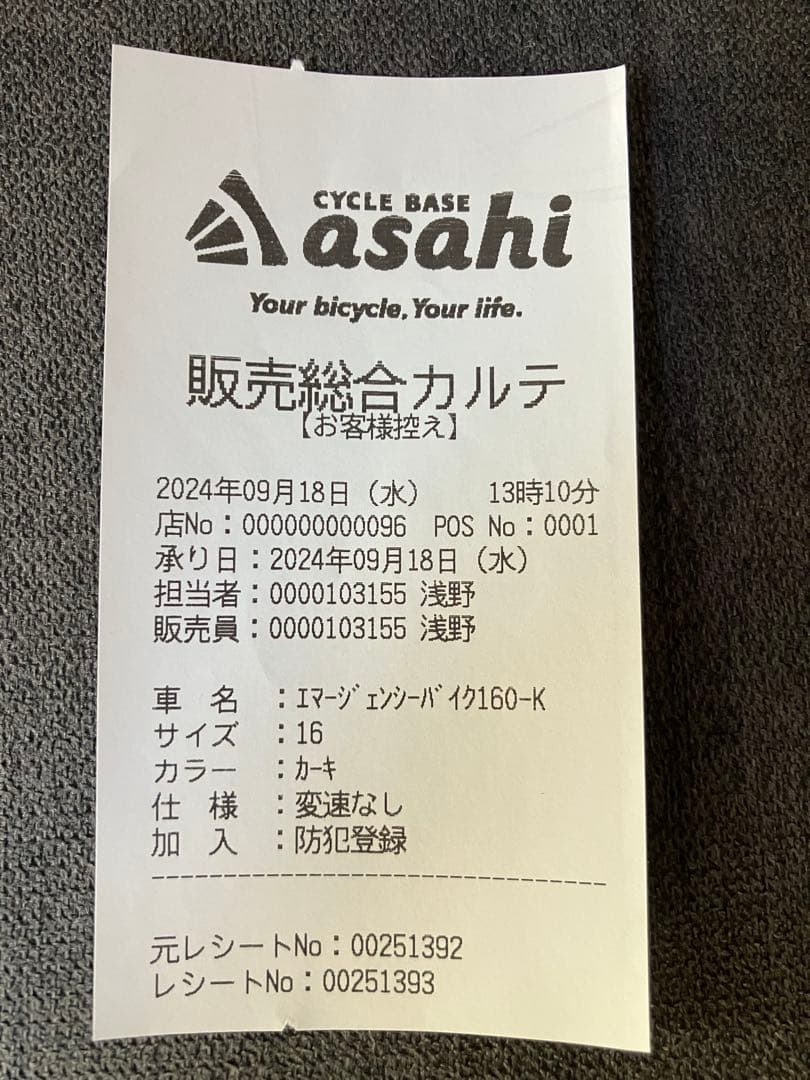 CYCLE BASE
asahi
Your bicycle, Your life.
販売総合カルテ
【お客様控え】
2024年09月18日（水） 13時10分
店No：000000000096 POS No：0001
承り日：2024年09月18日（水）
担当者：0000103155 浅野
販売員：0000103155 浅野
車 名 ：ｴﾏｰｼﾞｪﾝｼｰﾊﾞｲｸ160-K
サイズ ：16
カラー ：ｶｰｷ
仕 様 ：変速なし
加 入 ：防犯登録
元レシートNo：00251392
レシートNo：00251393